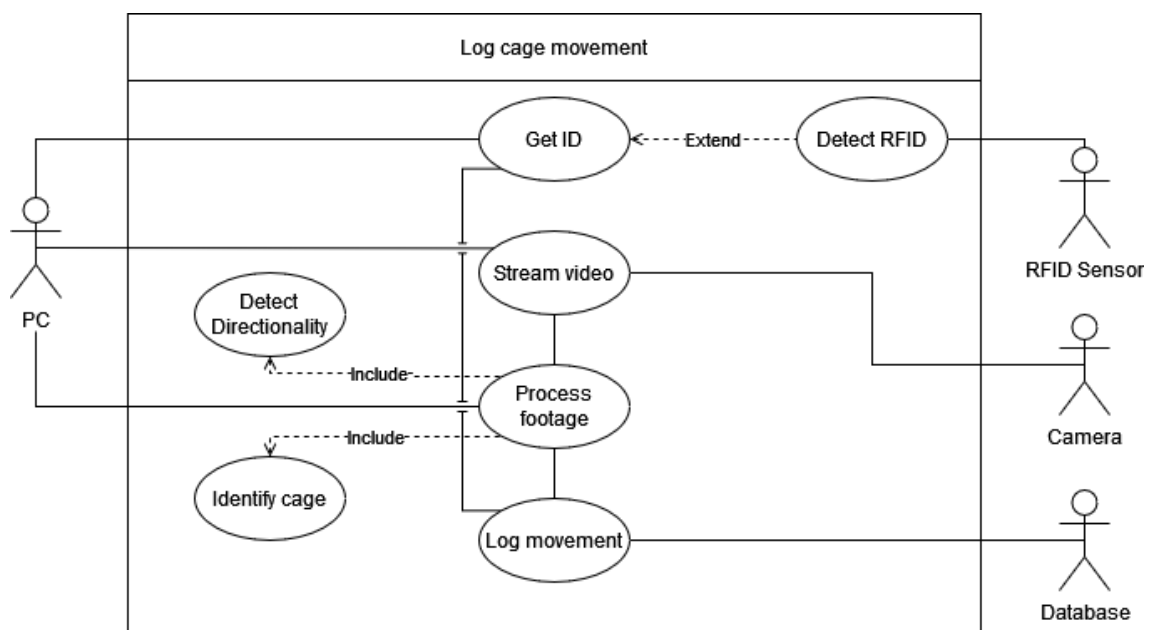 Log cage movement
Get ID
Extend
Detect RFID
RFID Sensor
Stream video
Detect
Directionality
PC
Include
Process
footage
Camera
Include
Identify cage
Log movement
Database